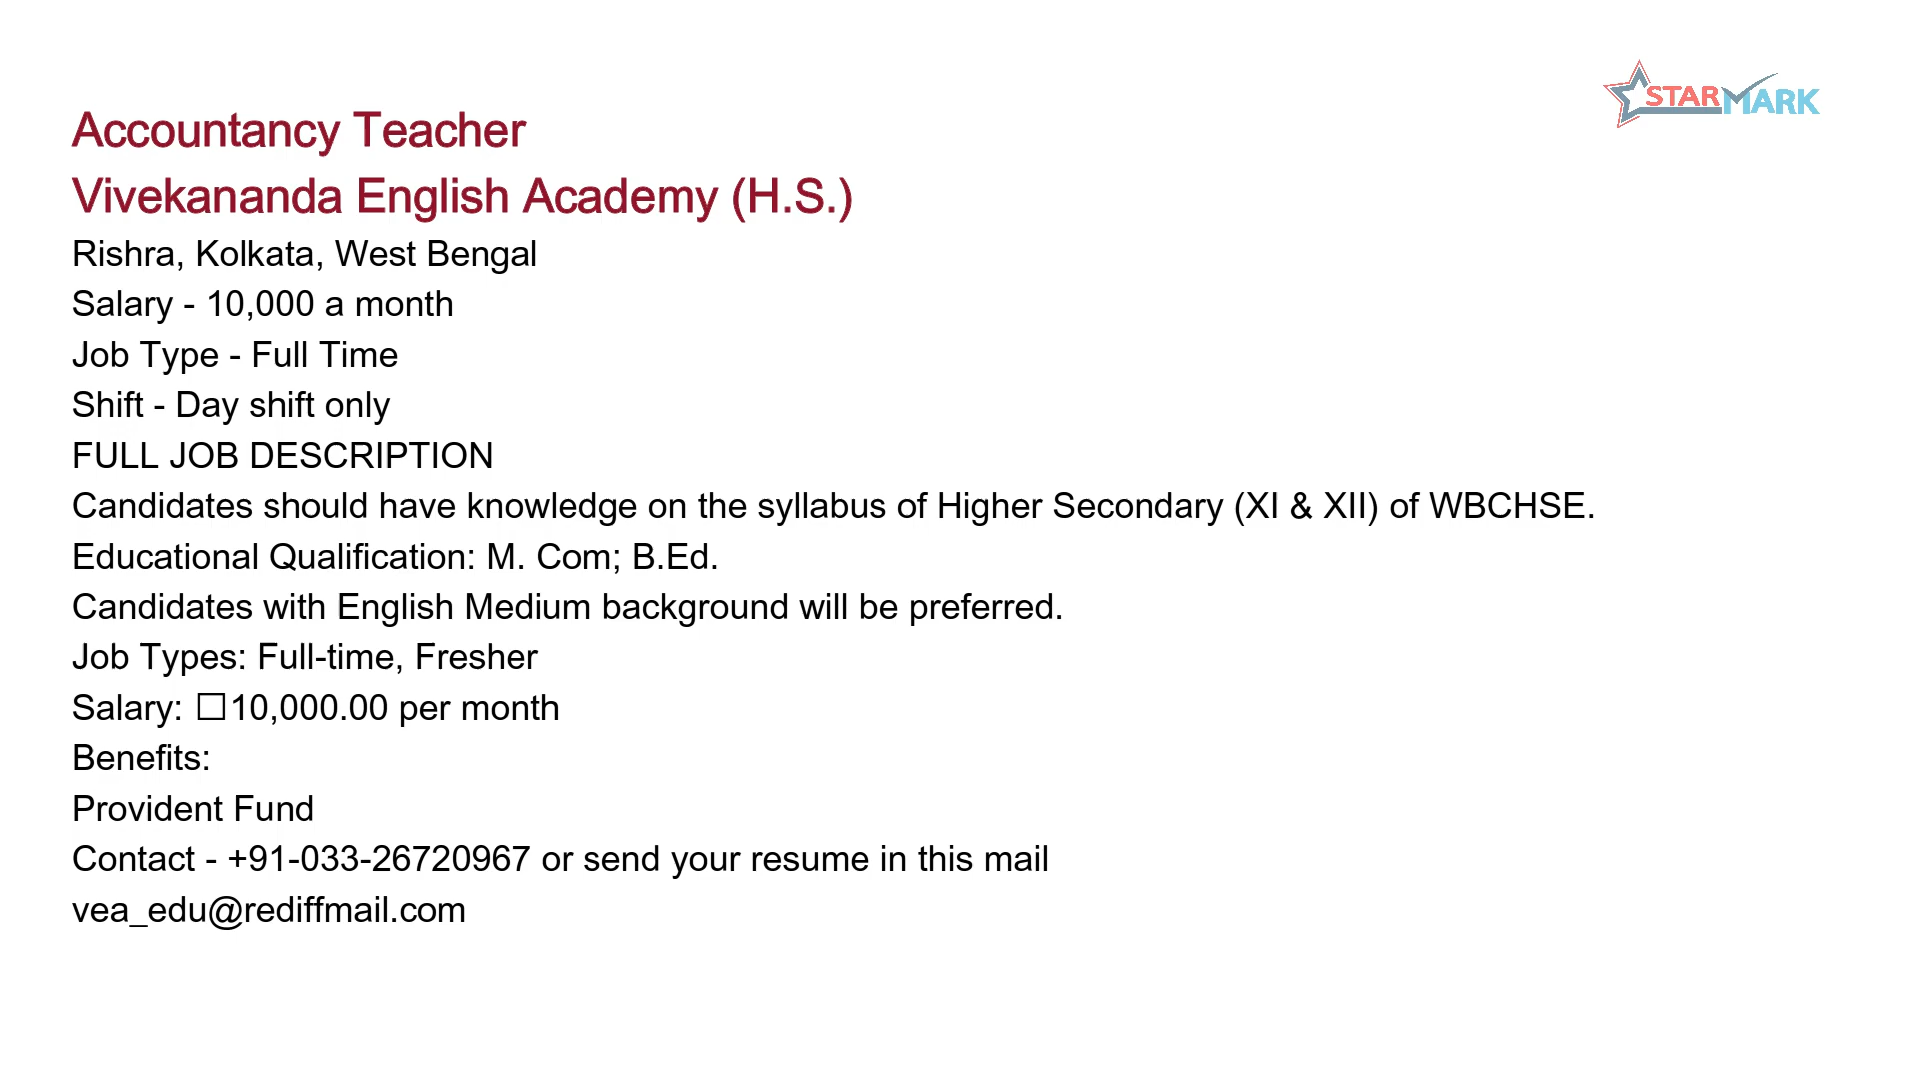 STARMARK
Accountancy Teacher
Vivekananda English Academy (H.S.)
Rishra, Kolkata, West Bengal
Salary - 10,000 a month
Job Type - Full Time
Shift - Day shift only
FULL JOB DESCRIPTION
Candidates should have knowledge on the syllabus of Higher Secondary (XI & XII) of WBCHSE.
Educational Qualification: M. Com; B.Ed.
Candidates with English Medium background will be preferred.
Job Types: Full-time, Fresher
Salary: □10,000.00 per month
Benefits:
Provident Fund
Contact - +91-033-26720967 or send your resume in this mail
vea_edu@rediffmail.com